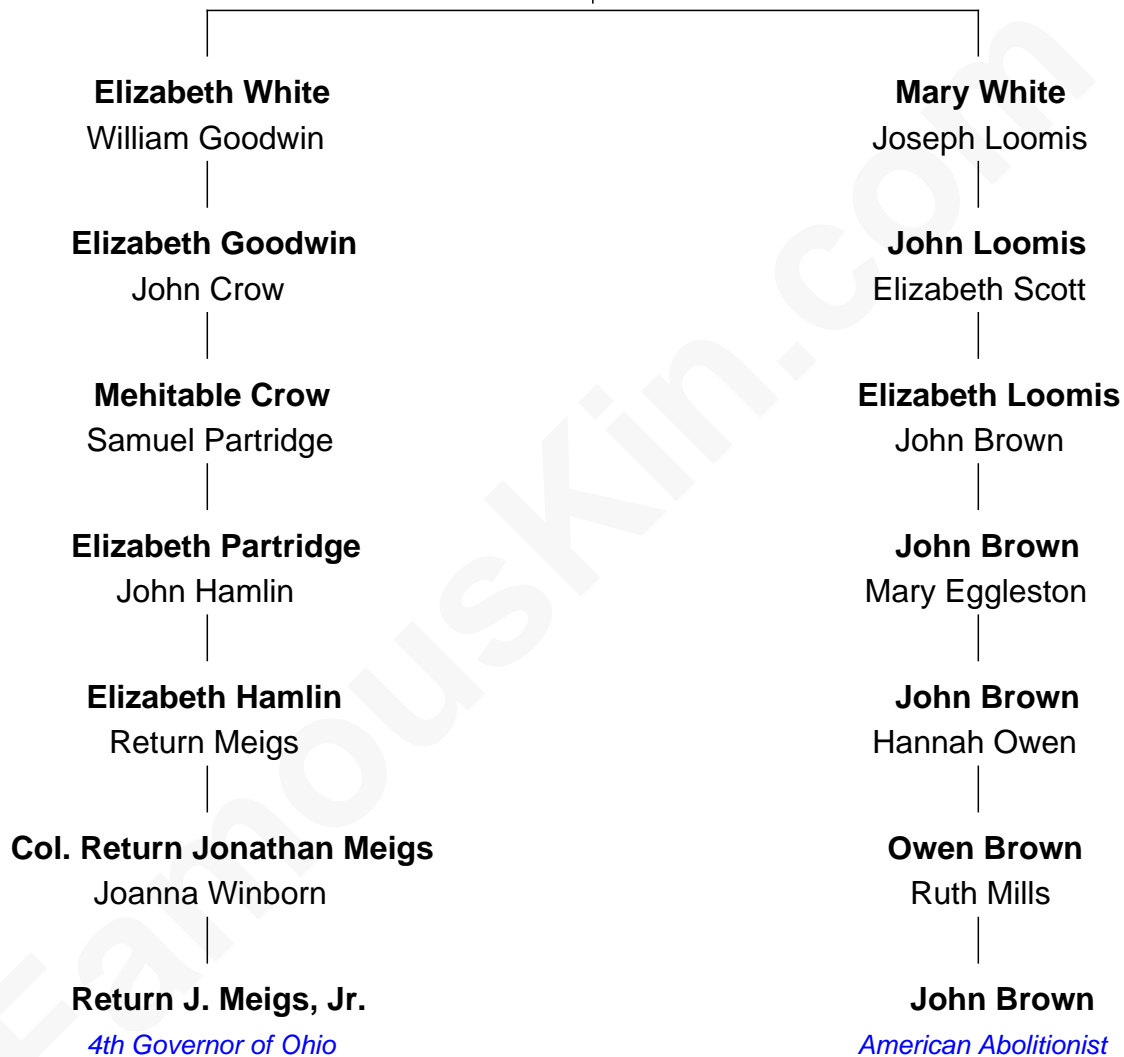 Elizabeth White
William Goodwin
Elizabeth Goodwin
John Crow
Mehitable Crow
Samuel Partridge
Elizabeth Partridge
John Hamlin
Elizabeth Hamlin
Return Meigs
Col. Return Jonathan Meigs
Joanna Winborn
Return J. Meigs, Jr.
4th Governor of Ohio
Mary White
Joseph Loomis
John Loomis
Elizabeth Scott
Elizabeth Loomis
John Brown
John Brown
Mary Eggleston
John Brown
Hannah Owen
Owen Brown
Ruth Mills
John Brown
American Abolitionist
FamousKin.com